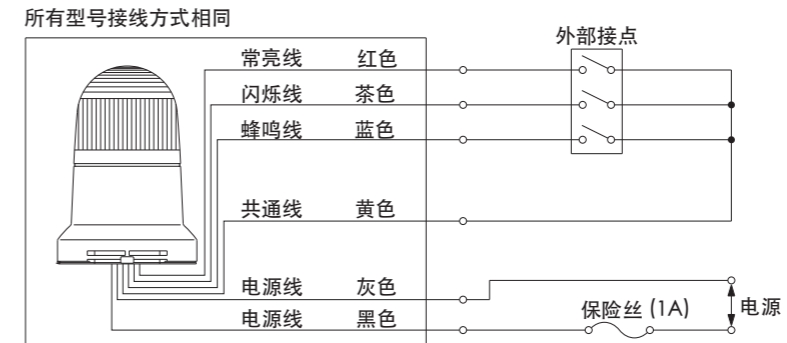 所有型号接线方式相同
外部接点
常亮线 红色
闪烁线 茶色
蜂鸣线 蓝色
共通线 黄色
电源线 灰色
电源线 黑色
保险丝 (1A)
电源